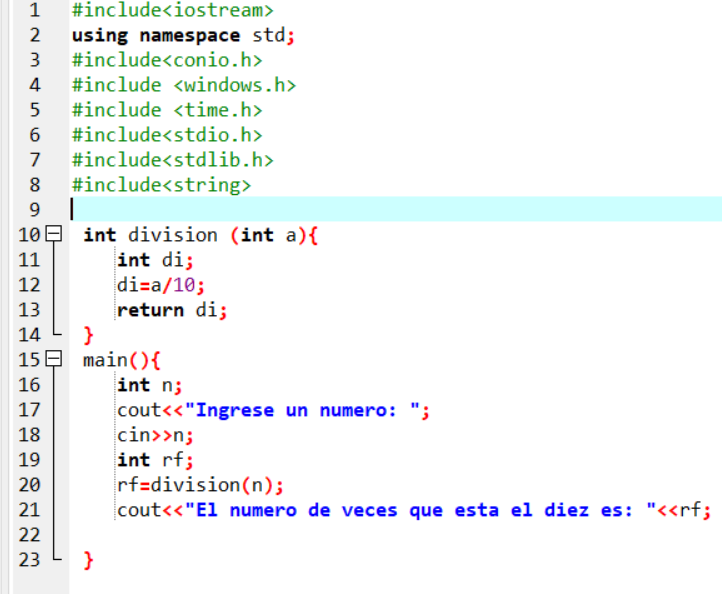 1 #include<iostream>
2 using namespace std;
3 #include<conio.h>
4 #include <windows.h>
5 #include <time.h>
6 #include<stdio.h>
7 #include<stdlib.h>
8 #include<string>
9
10 int division (int a){
11 int di;
12 di=a/10;
13 return di;
14 }
15 main(){
16 int n;
17 cout<<"Ingrese un numero: ";
18 cin>>n;
19 int rf;
20 rf=division(n);
21 cout<<"El numero de veces que esta el diez es: "<<rf;
22
23 }